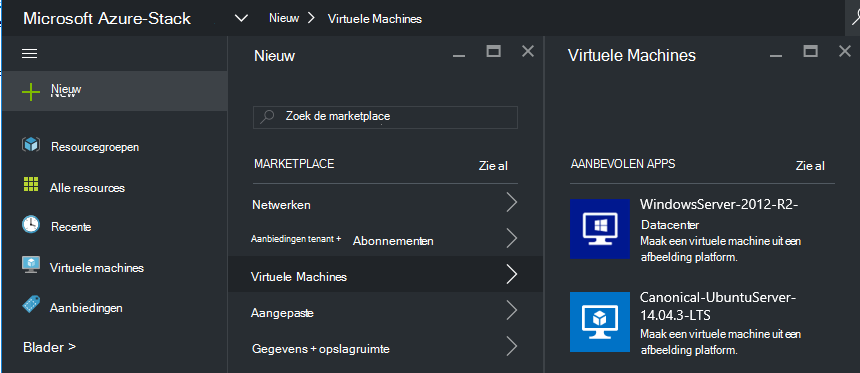 Microsoft Azure-Stack
Nieuw
Virtuele Machines
Nieuw
Resourcegroepen
Alle resources
Recente
Virtuele machines
Aanbiedingen
Blader >
Nieuw
Zoek de marketplace
MARKETPLACE
Zie al
Netwerken
Aanbiedingen tenant + Abonnementen
Virtuele Machines
Aangepaste
Gegevens + opslagruimte
Virtuele Machines
AANBEVOLEN APPS
Zie al
WindowsServer-2012-R2-
Datacenter
Maak een virtuele machine uit een
afbeelding platform.
Canonical-UbuntuServer-
14.04.3-LTS
Maak een virtuele machine uit een
afbeelding platform.